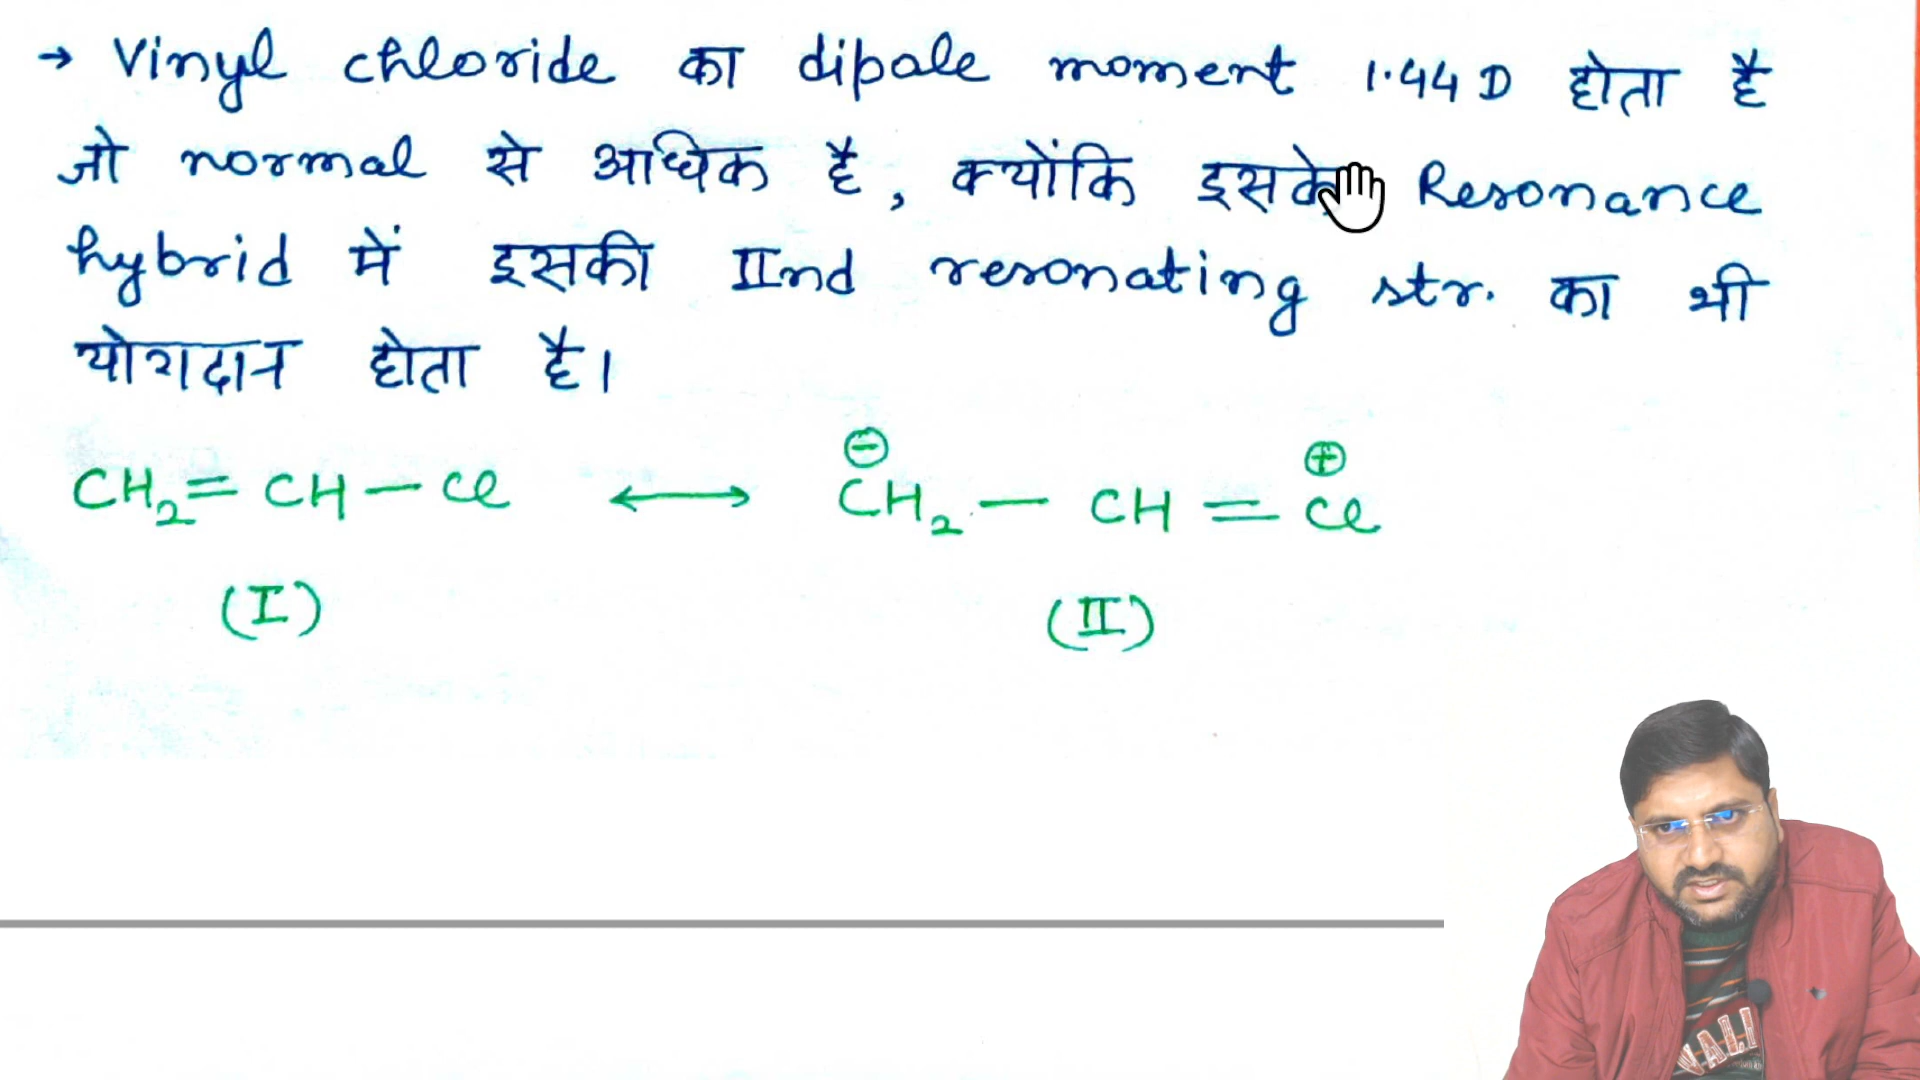 → Vinyl chloride का dipole moment 1.44 D होता है
जो normal से अधिक है, क्योंकि इसके Resonance
hybrid में इसकी IInd resonating str. का भी
योगदान होता है।
CH₂ = CH – Cl ⟷ ⊖CH₂ – CH = ⊕Cl
(I) (II)